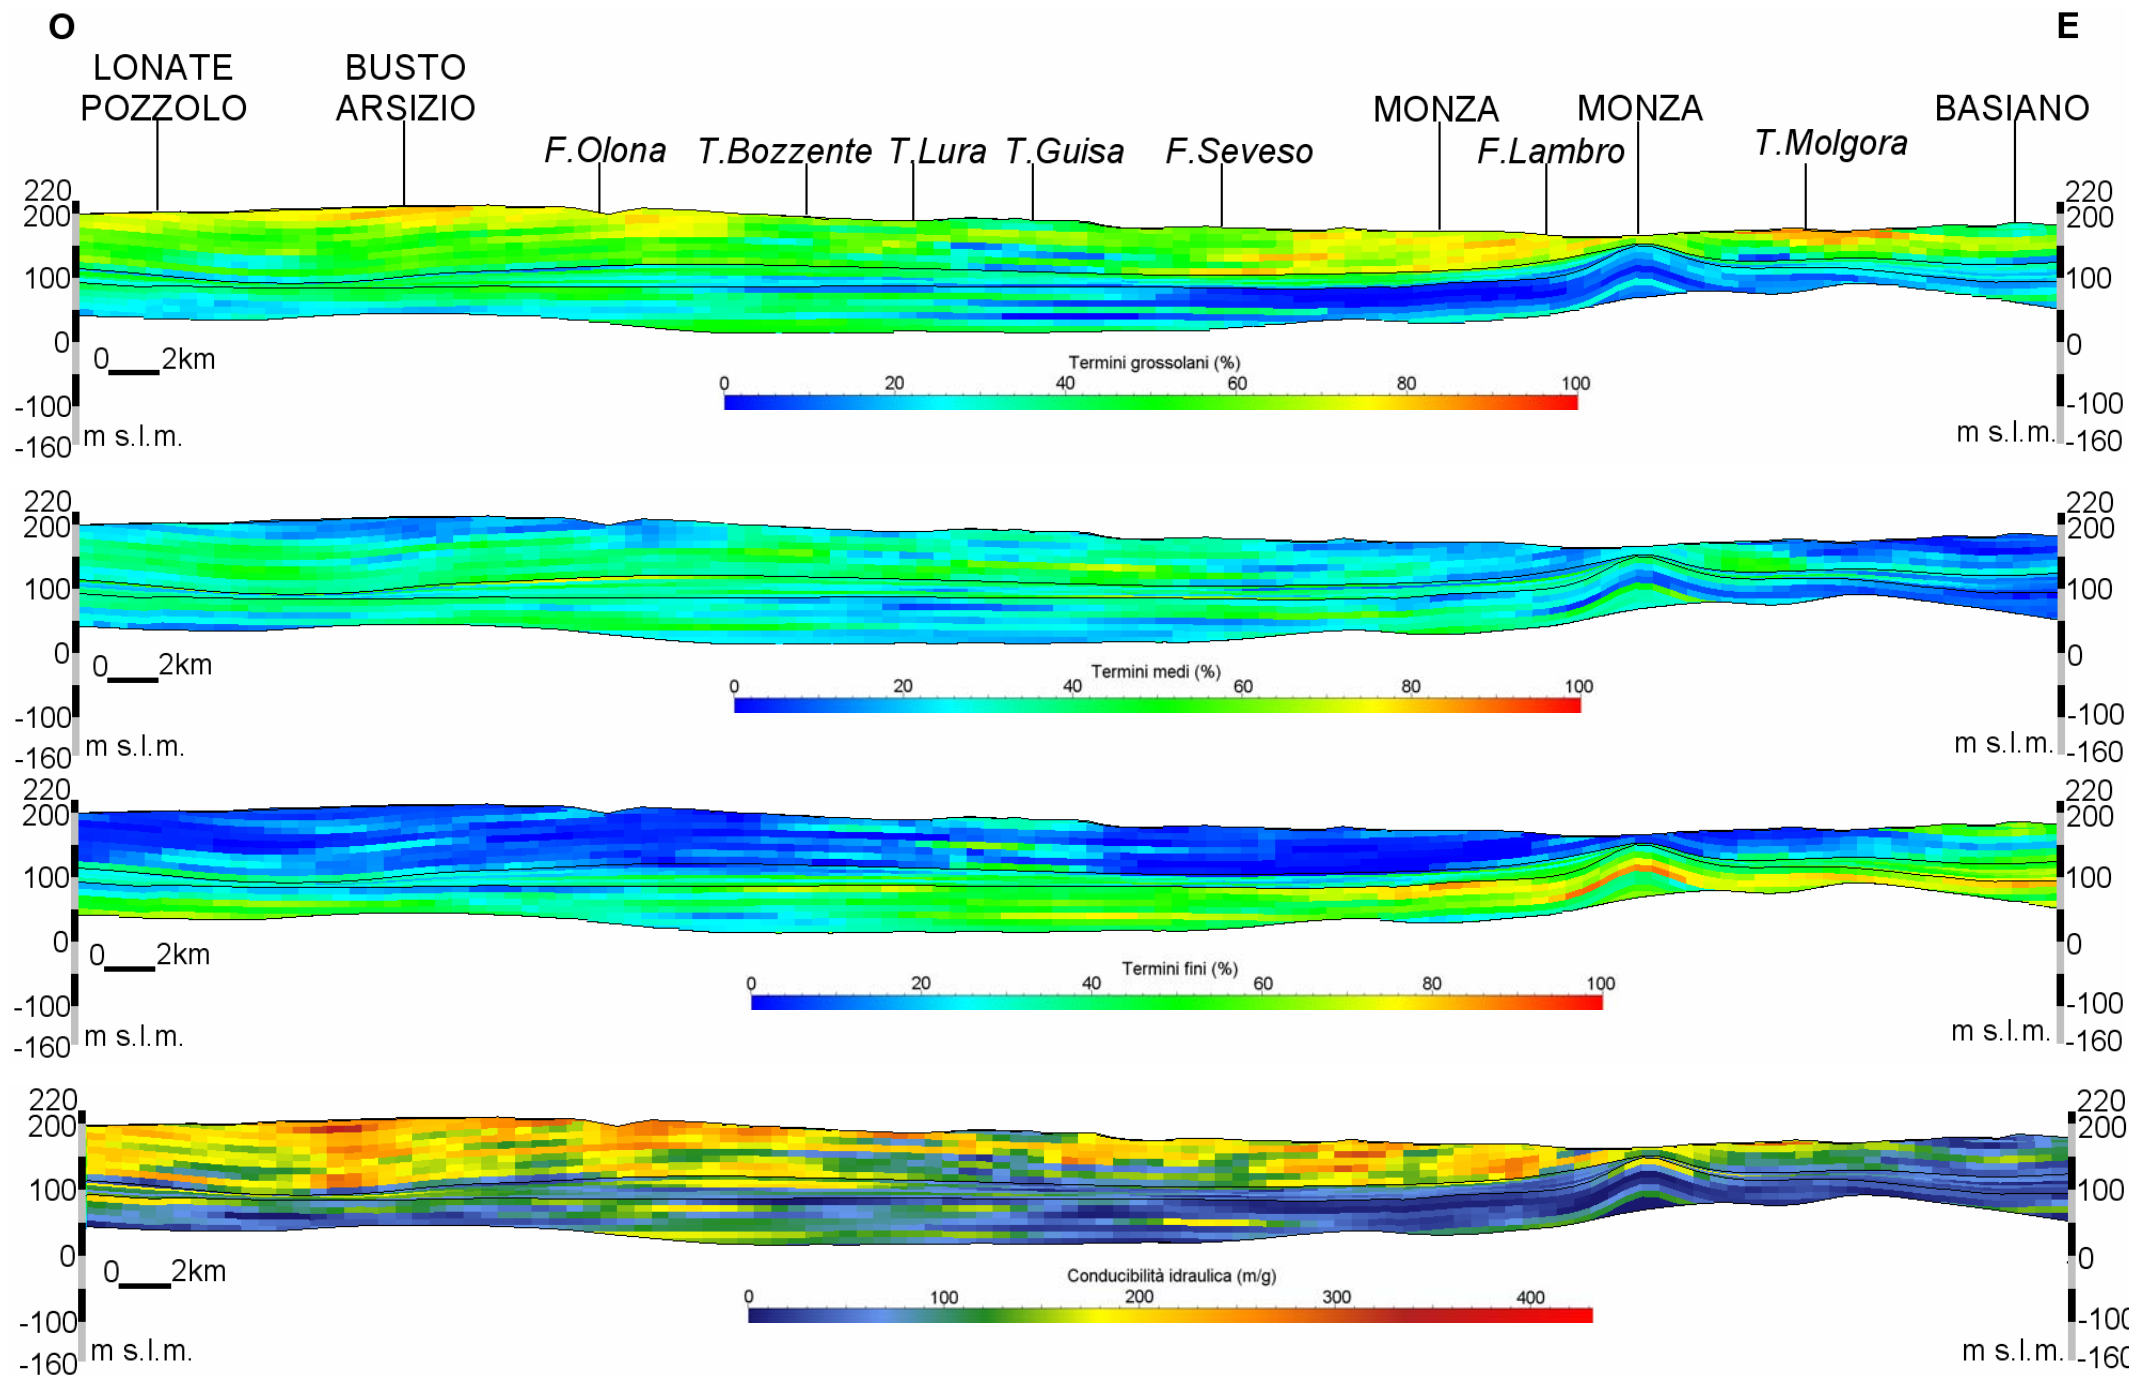 O E
LONATE BUSTO
POZZOLO ARSIZIO MONZA MONZA BASIANO
F.Olona T.Bozzente T.Lura T.Guisa F.Seveso F.Lambro T.Molgora
220 220
200 200
100 100
0 0
0 2km
Termini grossolani (%)
0 20 40 60 80 100
-100 -100
m s.l.m. m s.l.m.
-160 -160
220 220
200 200
100 100
0 0
0 2km
Termini medi (%)
0 20 40 60 80 100
-100 -100
m s.l.m. m s.l.m.
-160 -160
220 220
200 200
100 100
0 0
0 2km
Termini fini (%)
0 20 40 60 80 100
-100 -100
m s.l.m. m s.l.m.
-160 -160
220 220
200 200
100 100
0 0
0 2km
Conducibilità idraulica (m/g)
0 100 200 300 400
-100 -100
m s.l.m. m s.l.m.
-160 -160